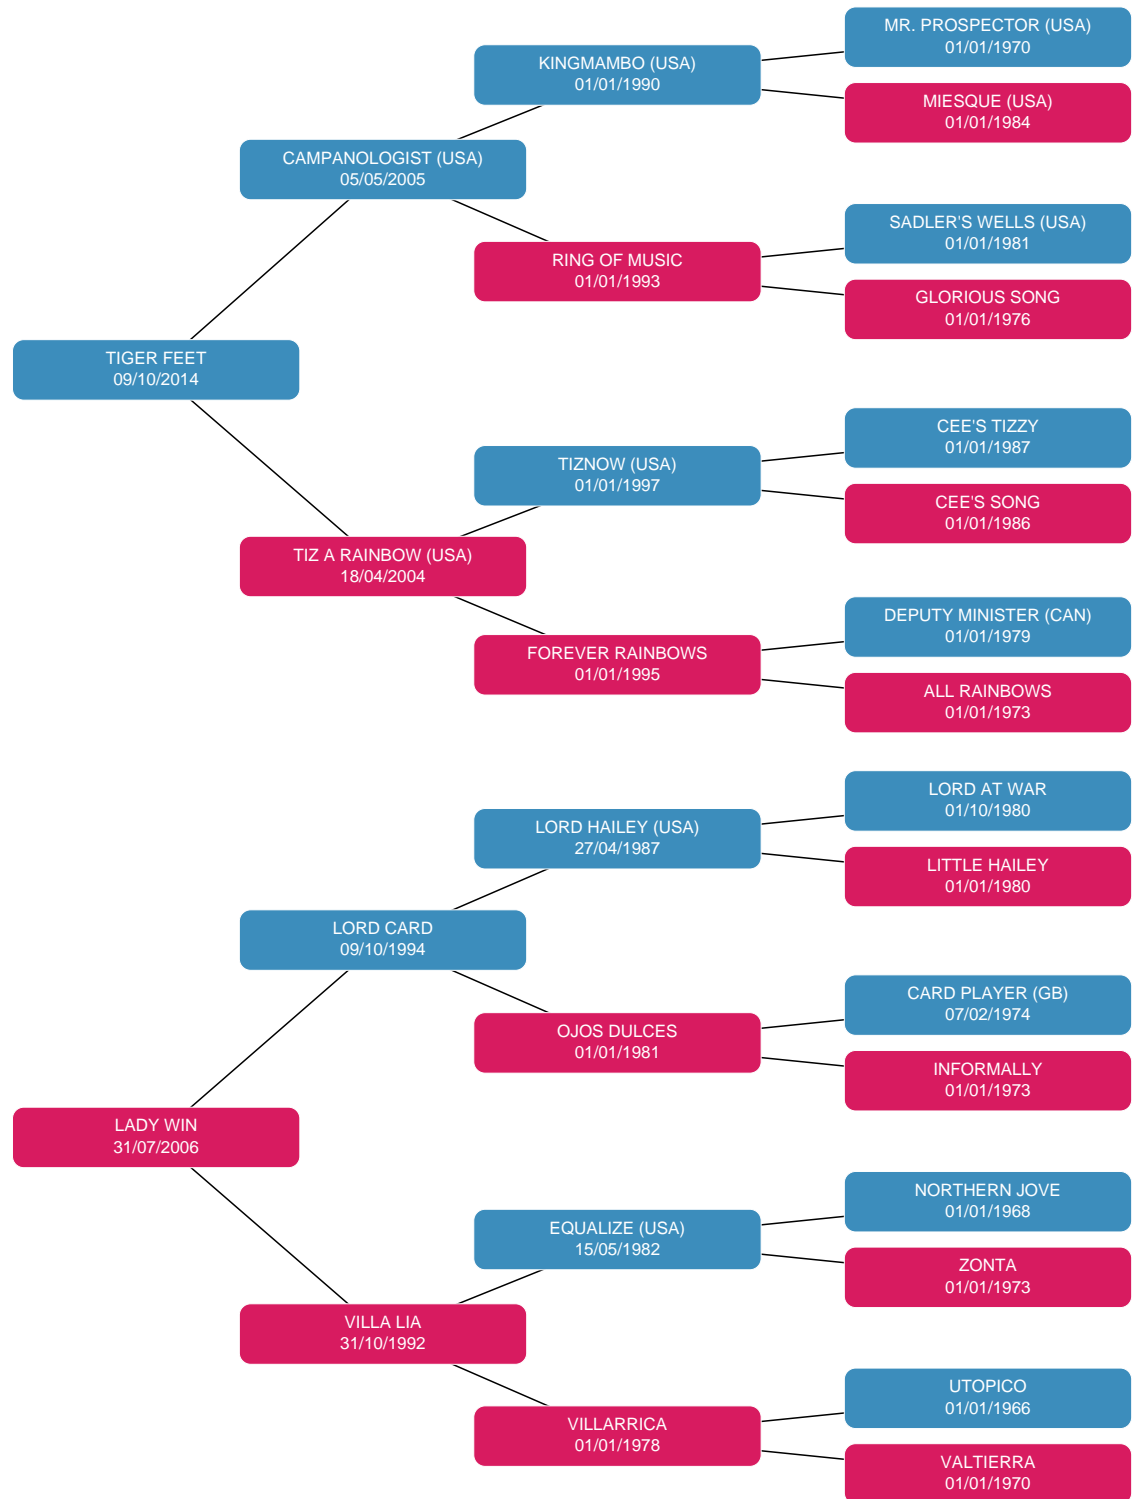 MR. PROSPECTOR (USA)
01/01/1970
KINGMAMBO (USA)
01/01/1990
MIESQUE (USA)
01/01/1984
CAMPANOLOGIST (USA)
05/05/2005
SADLER'S WELLS (USA)
01/01/1981
RING OF MUSIC
01/01/1993
GLORIOUS SONG
01/01/1976
TIGER FEET
09/10/2014
CEE'S TIZZY
01/01/1987
TIZNOW (USA)
01/01/1997
CEE'S SONG
01/01/1986
TIZ A RAINBOW (USA)
18/04/2004
DEPUTY MINISTER (CAN)
01/01/1979
FOREVER RAINBOWS
01/01/1995
ALL RAINBOWS
01/01/1973
LORD AT WAR
01/10/1980
LORD HAILEY (USA)
27/04/1987
LITTLE HAILEY
01/01/1980
LORD CARD
09/10/1994
CARD PLAYER (GB)
07/02/1974
OJOS DULCES
01/01/1981
INFORMALLY
01/01/1973
LADY WIN
31/07/2006
NORTHERN JOVE
01/01/1968
EQUALIZE (USA)
15/05/1982
ZONTA
01/01/1973
VILLA LIA
31/10/1992
UTOPICO
01/01/1966
VILLARRICA
01/01/1978
VALTIERRA
01/01/1970